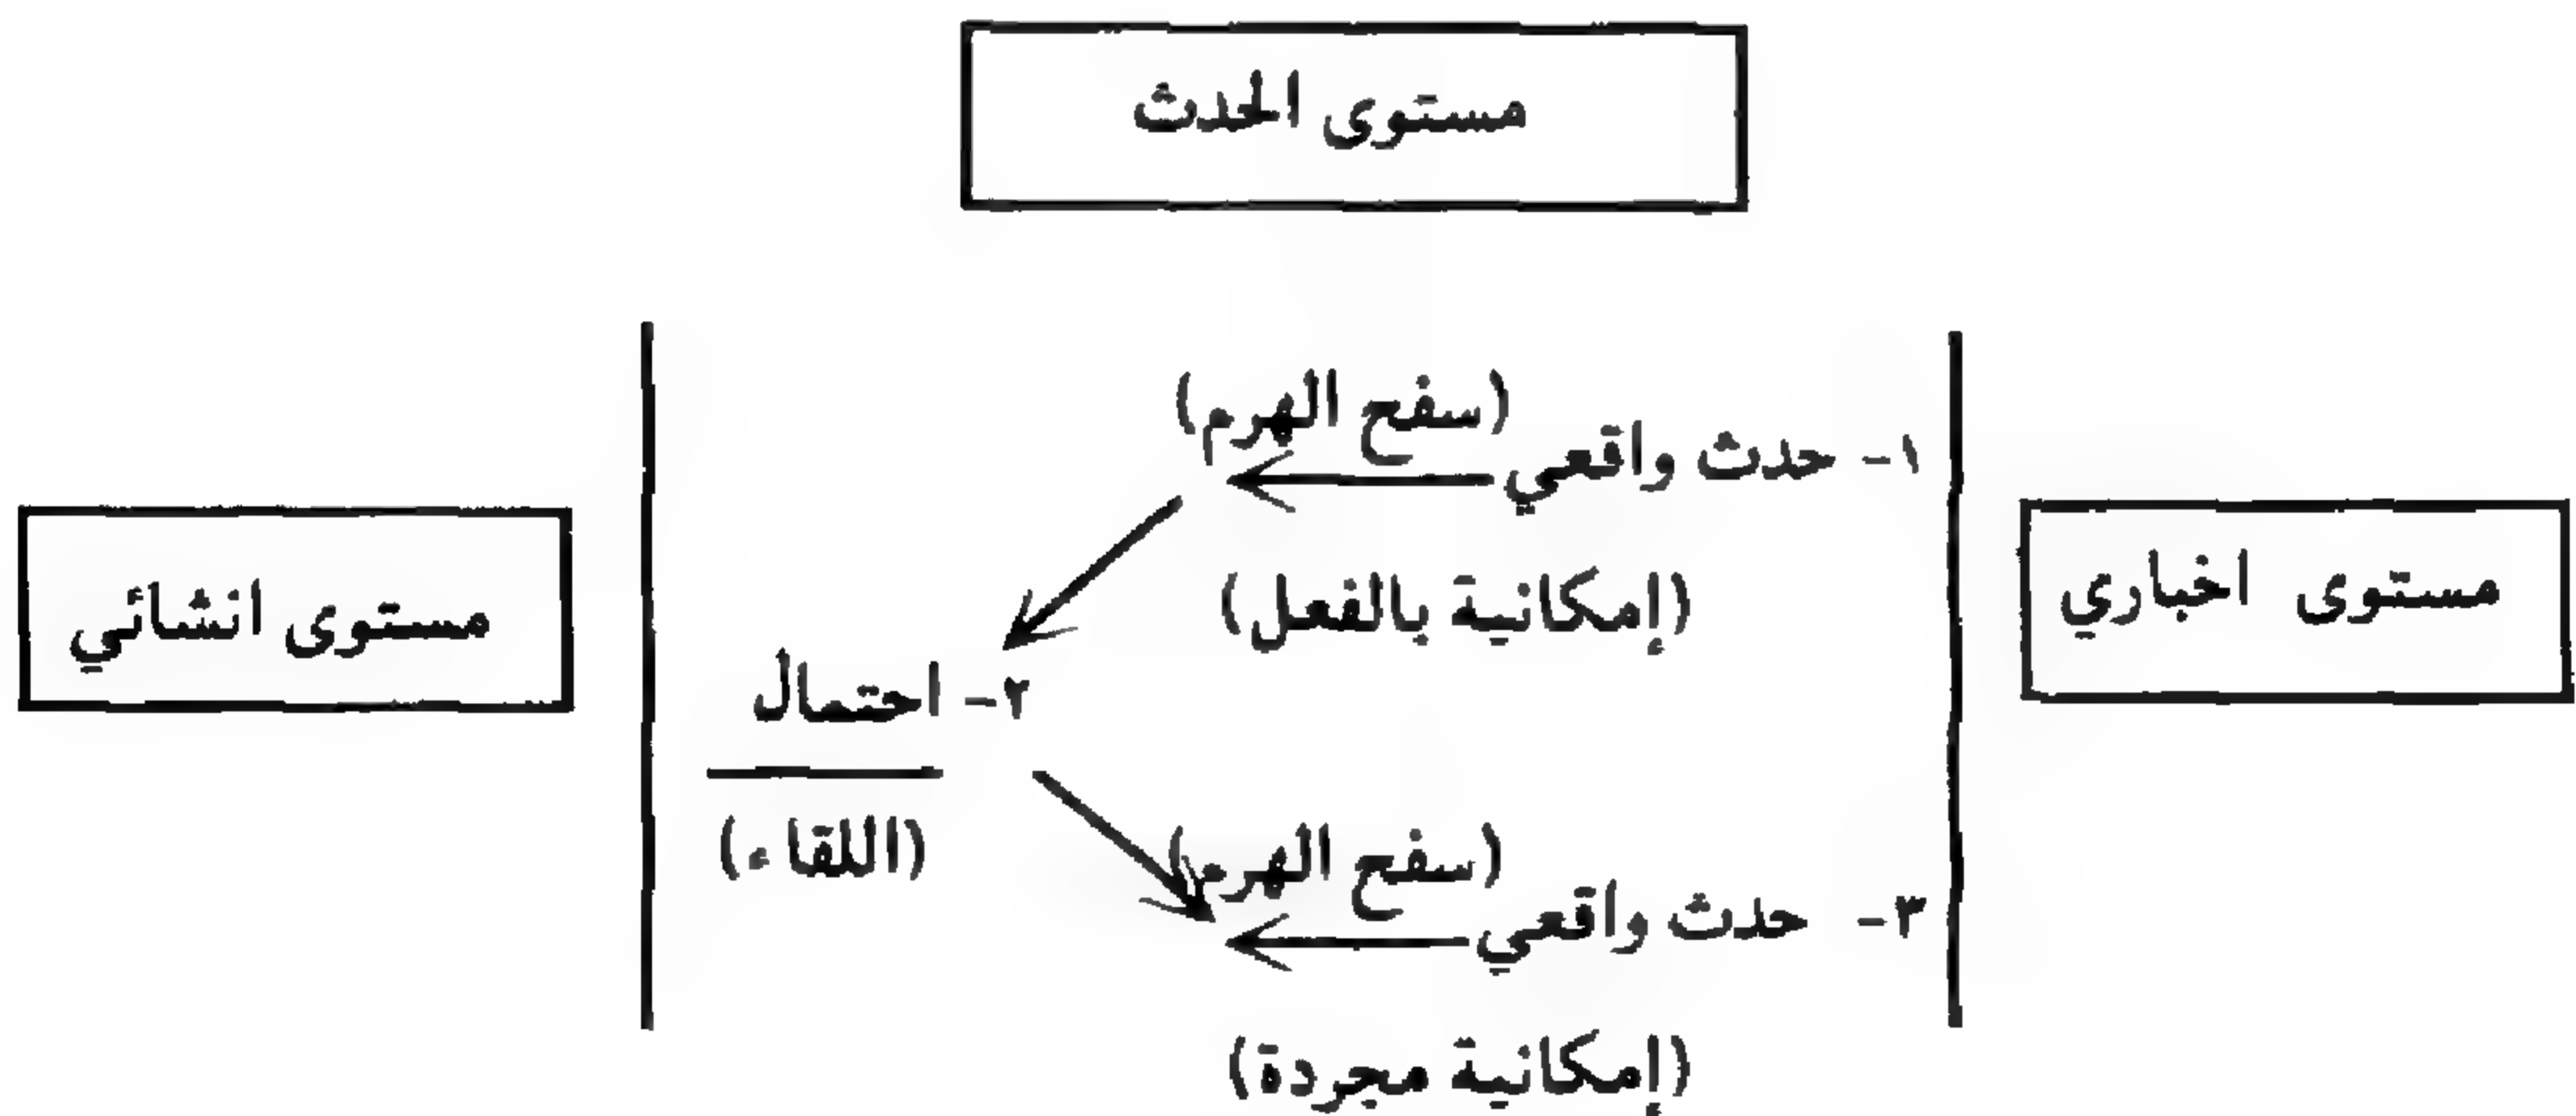 مستوى الحدث
(سفح الهرم)
١- حدث واقعي
(إمكانية بالفعل)
مستوى اخباري
مستوى انشائي
٢- احتمال
(اللقاء)
(سفح الهرم)
٣- حدث واقعي
(إمكانية مجردة)